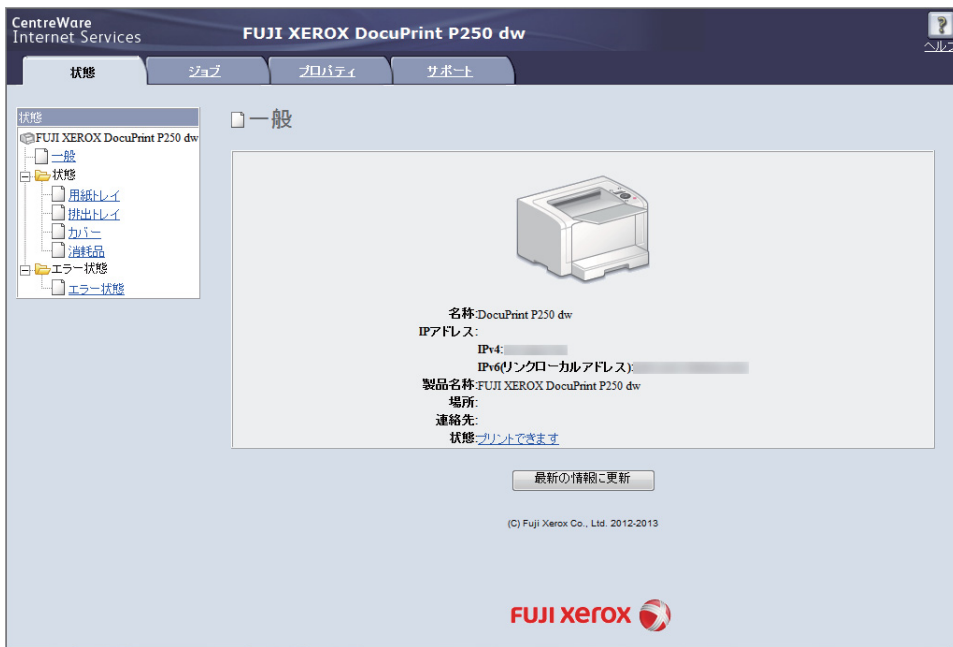 CentreWare
Internet Services
FUJI XEROX DocuPrint P250 dw
?
ヘルプ
状態
ジョブ
プロパティ
サポート
状態
FUJI XEROX DocuPrint P250 dw
一般
状態
用紙トレイ
排出トレイ
カバー
消耗品
エラー状態
エラー状態
一般
名称:DocuPrint P250 dw
IPアドレス:
IPv4:
IPv6(リンクローカルアドレス):
製品名称:FUJI XEROX DocuPrint P250 dw
場所:
連絡先:
状態:プリントできます
最新の情報に更新
(C) Fuji Xerox Co., Ltd. 2012-2013
FUJI xerox